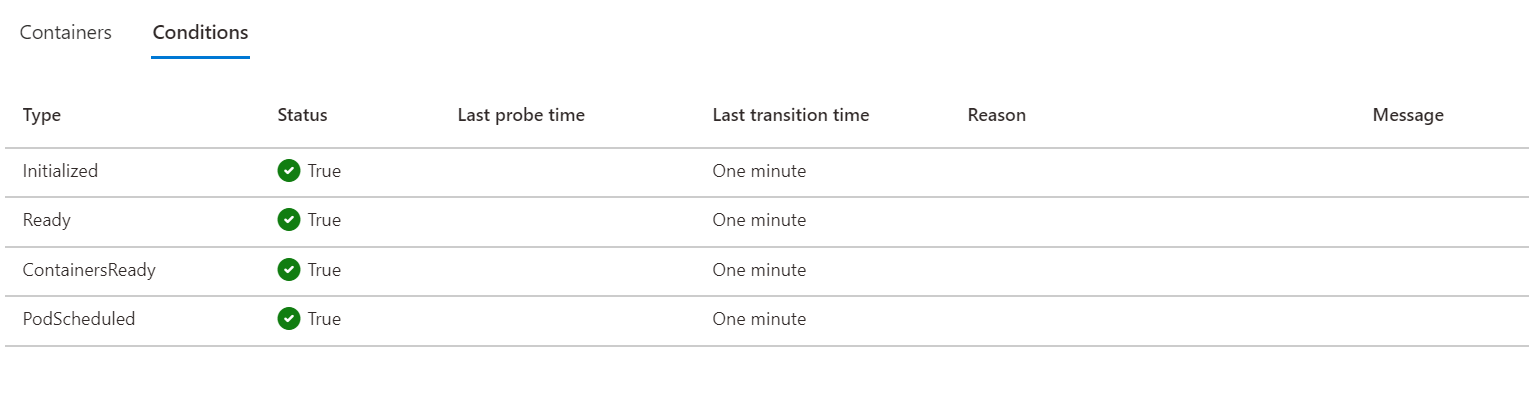 Containers Conditions
Type Status Last probe time Last transition time Reason Message
Initialized True One minute
Ready True One minute
ContainersReady True One minute
PodScheduled True One minute